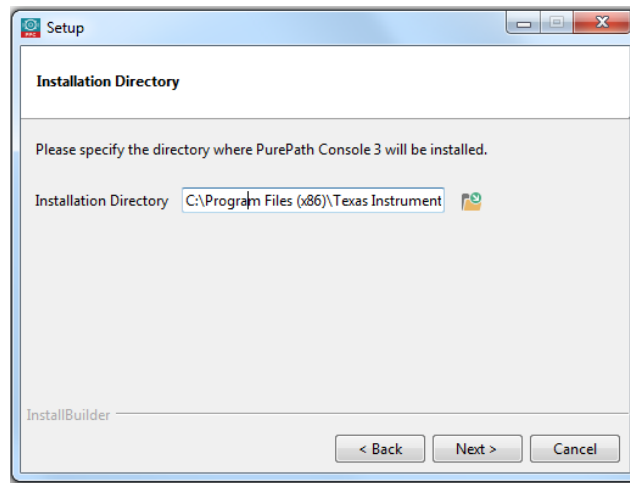 Setup
Installation Directory
Please specify the directory where PurePath Console 3 will be installed.
Installation Directory C:\Program Files (x86)\Texas Instrument
InstallBuilder
< Back Next > Cancel